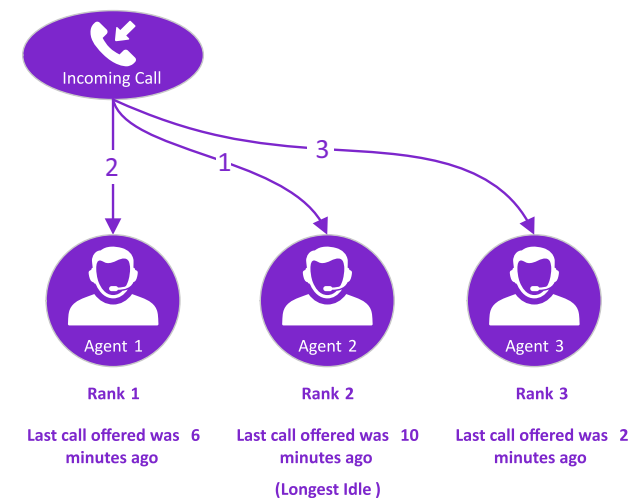 Incoming Call
2
1
3
Agent 1
Agent 2
Agent 3
Rank 1
Rank 2
Rank 3
Last call offered was 6
minutes ago
Last call offered was 10
minutes ago
(Longest Idle )
Last call offered was 2
minutes ago